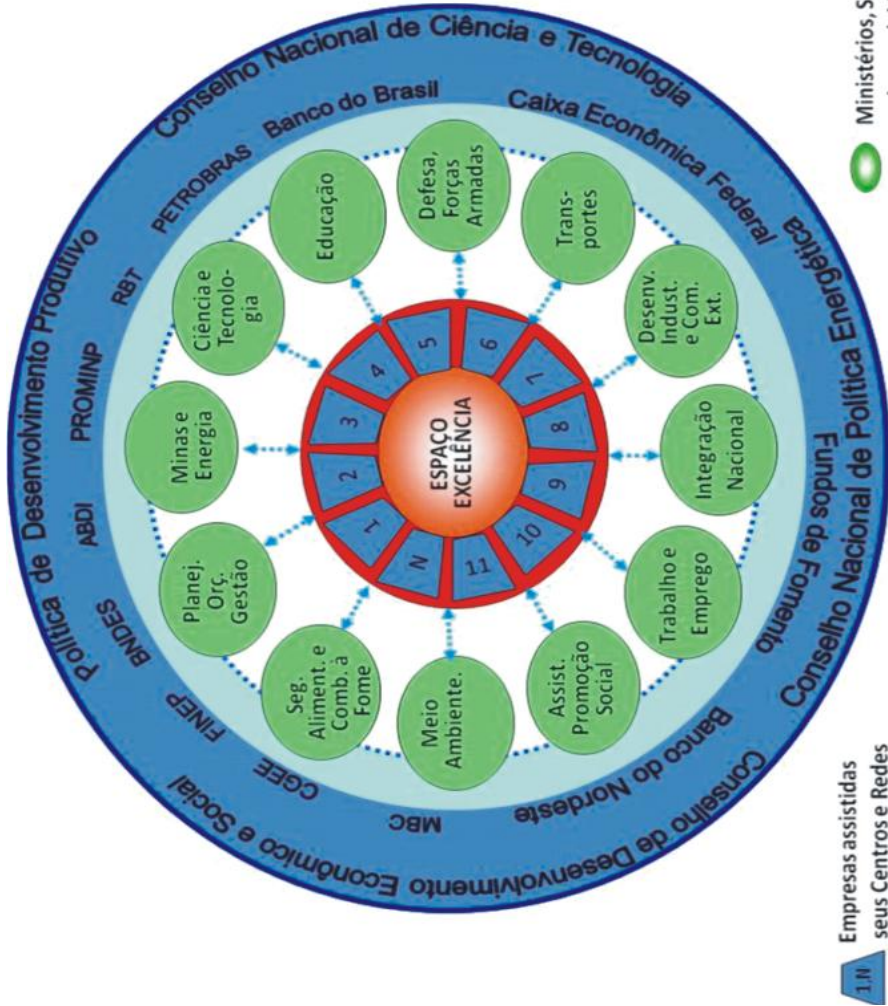 Política de Desenvolvimento Produtivo
Conselho Nacional de Ciência e Tecnologia
Conselho Nacional de Política Energética
Conselho de Desenvolvimento Econômico e Social
ABDI
PROMINP
RBT
PETROBRAS
Banco do Brasil
Caixa Econômica Federal
Fundos de Fomento
Banco do Nordeste
MBC
CGEE
FINEP
BNDES
Minas e
Energia
Ciência e
Tecnolo-
gia
Educação
Defesa,
Forças
Armadas
Trans-
portes
Desenv.
Indust.
e Com.
Ext.
Integração
Nacional
Trabalho e
Emprego
Assist.
Promoção
Social
Meio
Ambiente.
Seg.
Aliment. e
Comb. à
Fome
Planej.
Orç.
Gestão
1
2
3
4
5
6
7
8
9
10
11
N
ESPAÇO
EXCELÊNCIA
1,N
Empresas assistidas
seus Centros e Redes
Ministérios, S